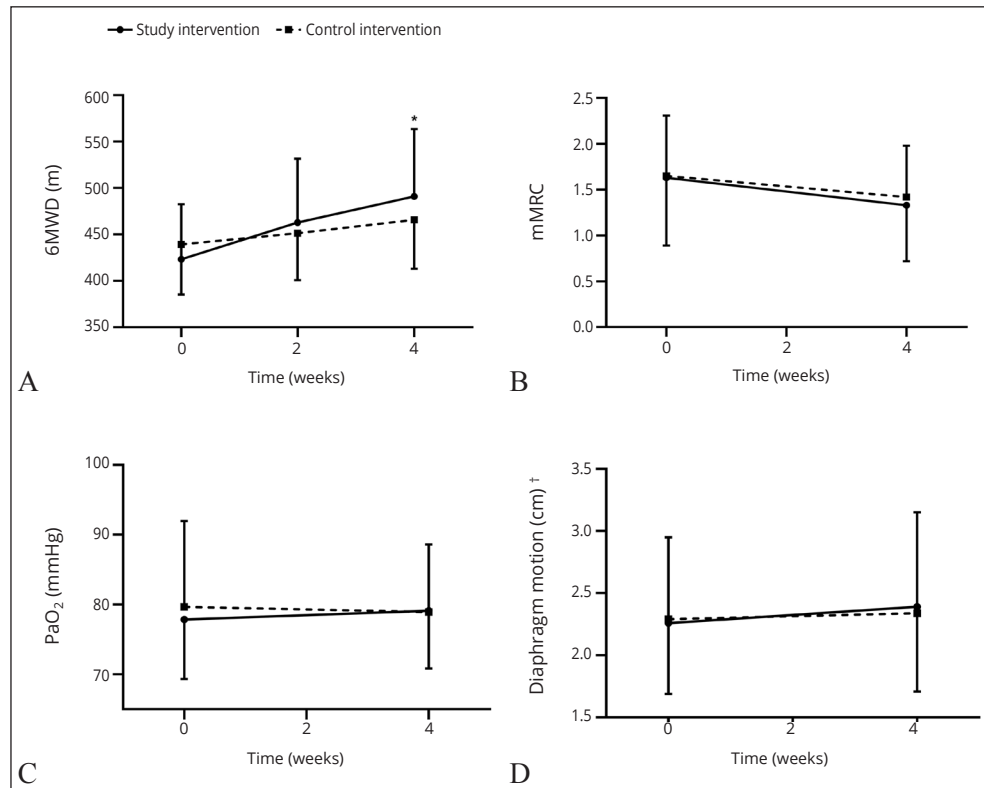 Study intervention Control intervention
600
550
500
450
400
350
*
6MWD (m)
0 2 4
Time (weeks)
A
2.5
2.0
1.5
1.0
0.5
0.0
mMRC
0 2 4
Time (weeks)
B
100
90
80
70
PaO₂ (mmHg)
0 2 4
Time (weeks)
C
3.5
3.0
2.5
2.0
1.5
Diaphragm motion (cm) †
0 2 4
Time (weeks)
D